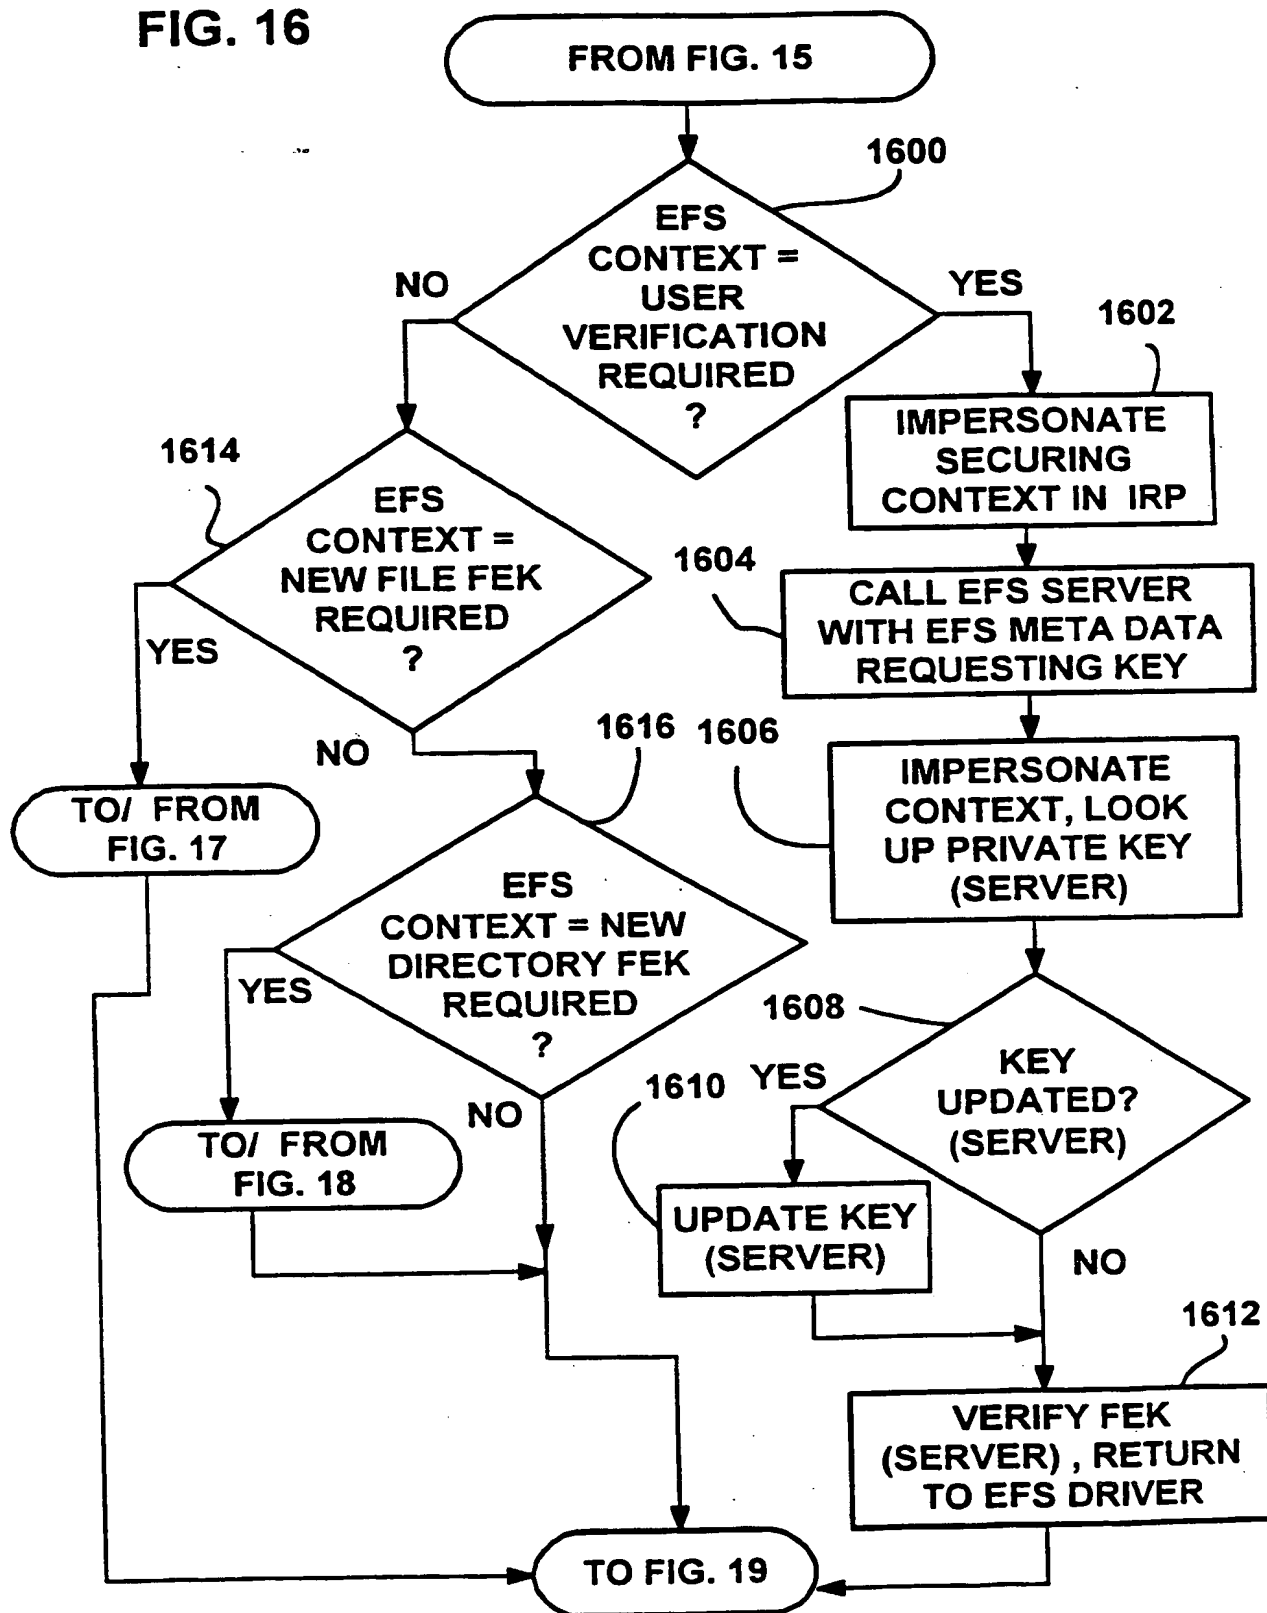 FIG. 16
FROM FIG. 15
1600
EFS
CONTEXT =
USER
VERIFICATION
REQUIRED
?
NO
YES
1602
IMPERSONATE
SECURING
CONTEXT IN IRP
1614
EFS
CONTEXT =
NEW FILE FEK
REQUIRED
?
YES
NO
1604
CALL EFS SERVER
WITH EFS META DATA
REQUESTING KEY
1616
1606
IMPERSONATE
CONTEXT, LOOK
UP PRIVATE KEY
(SERVER)
TO/ FROM
FIG. 17
EFS
CONTEXT = NEW
DIRECTORY FEK
REQUIRED
?
YES
NO
1608
KEY
UPDATED?
(SERVER)
YES
NO
1610
UPDATE KEY
(SERVER)
TO/ FROM
FIG. 18
1612
VERIFY FEK
(SERVER) , RETURN
TO EFS DRIVER
TO FIG. 19